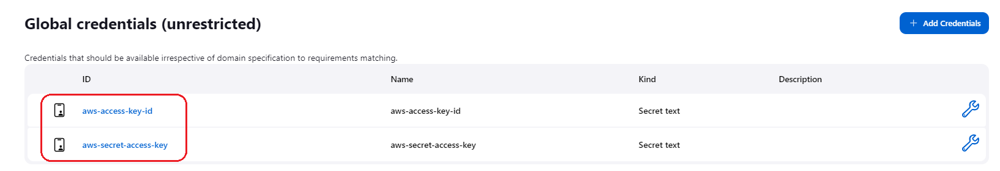 Global credentials (unrestricted)
+ Add Credentials
Credentials that should be available irrespective of domain specification to requirements matching.
ID Name Kind Description
aws-access-key-id aws-access-key-id Secret text
aws-secret-access-key aws-secret-access-key Secret text